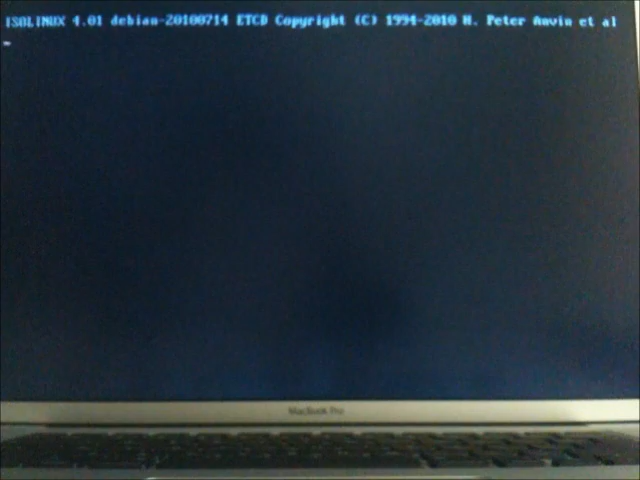 ISOLINUX 4.01 debian-20100714 ETCD Copyright (C) 1994-2010 H. Peter Anvin et al
MacBook Pro